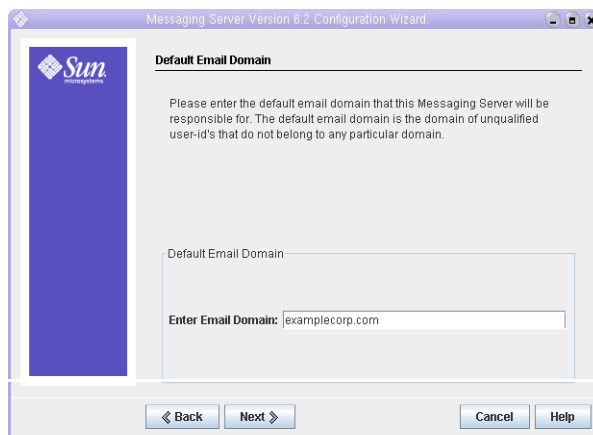 Messaging Server Version 6.2 Configuration Wizard.
Sun
microsystems
Default Email Domain
Please enter the default email domain that this Messaging Server will be
responsible for. The default email domain is the domain of unqualified
user-id's that do not belong to any particular domain.
Default Email Domain
Enter Email Domain: examplecorp.com
Back Next Cancel Help